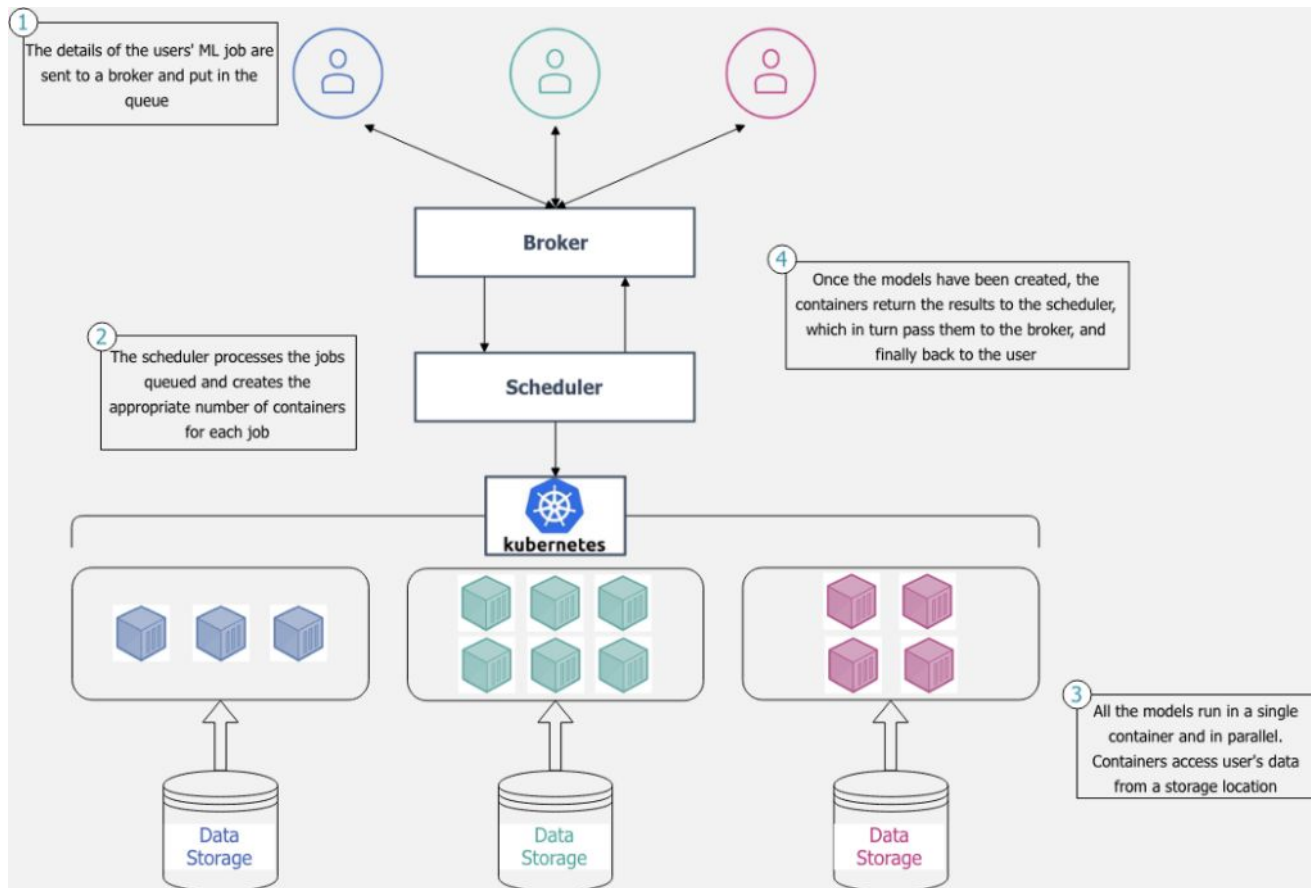 1
The details of the users' ML job are
sent to a broker and put in the
queue
Broker
4
Once the models have been created, the
containers return the results to the scheduler,
which in turn pass them to the broker, and
finally back to the user
2
The scheduler processes the jobs
queued and creates the
appropriate number of containers
for each job
Scheduler
kubernetes
3
All the models run in a single
container and in parallel.
Containers access user's data
from a storage location
Data
Storage
Data
Storage
Data
Storage